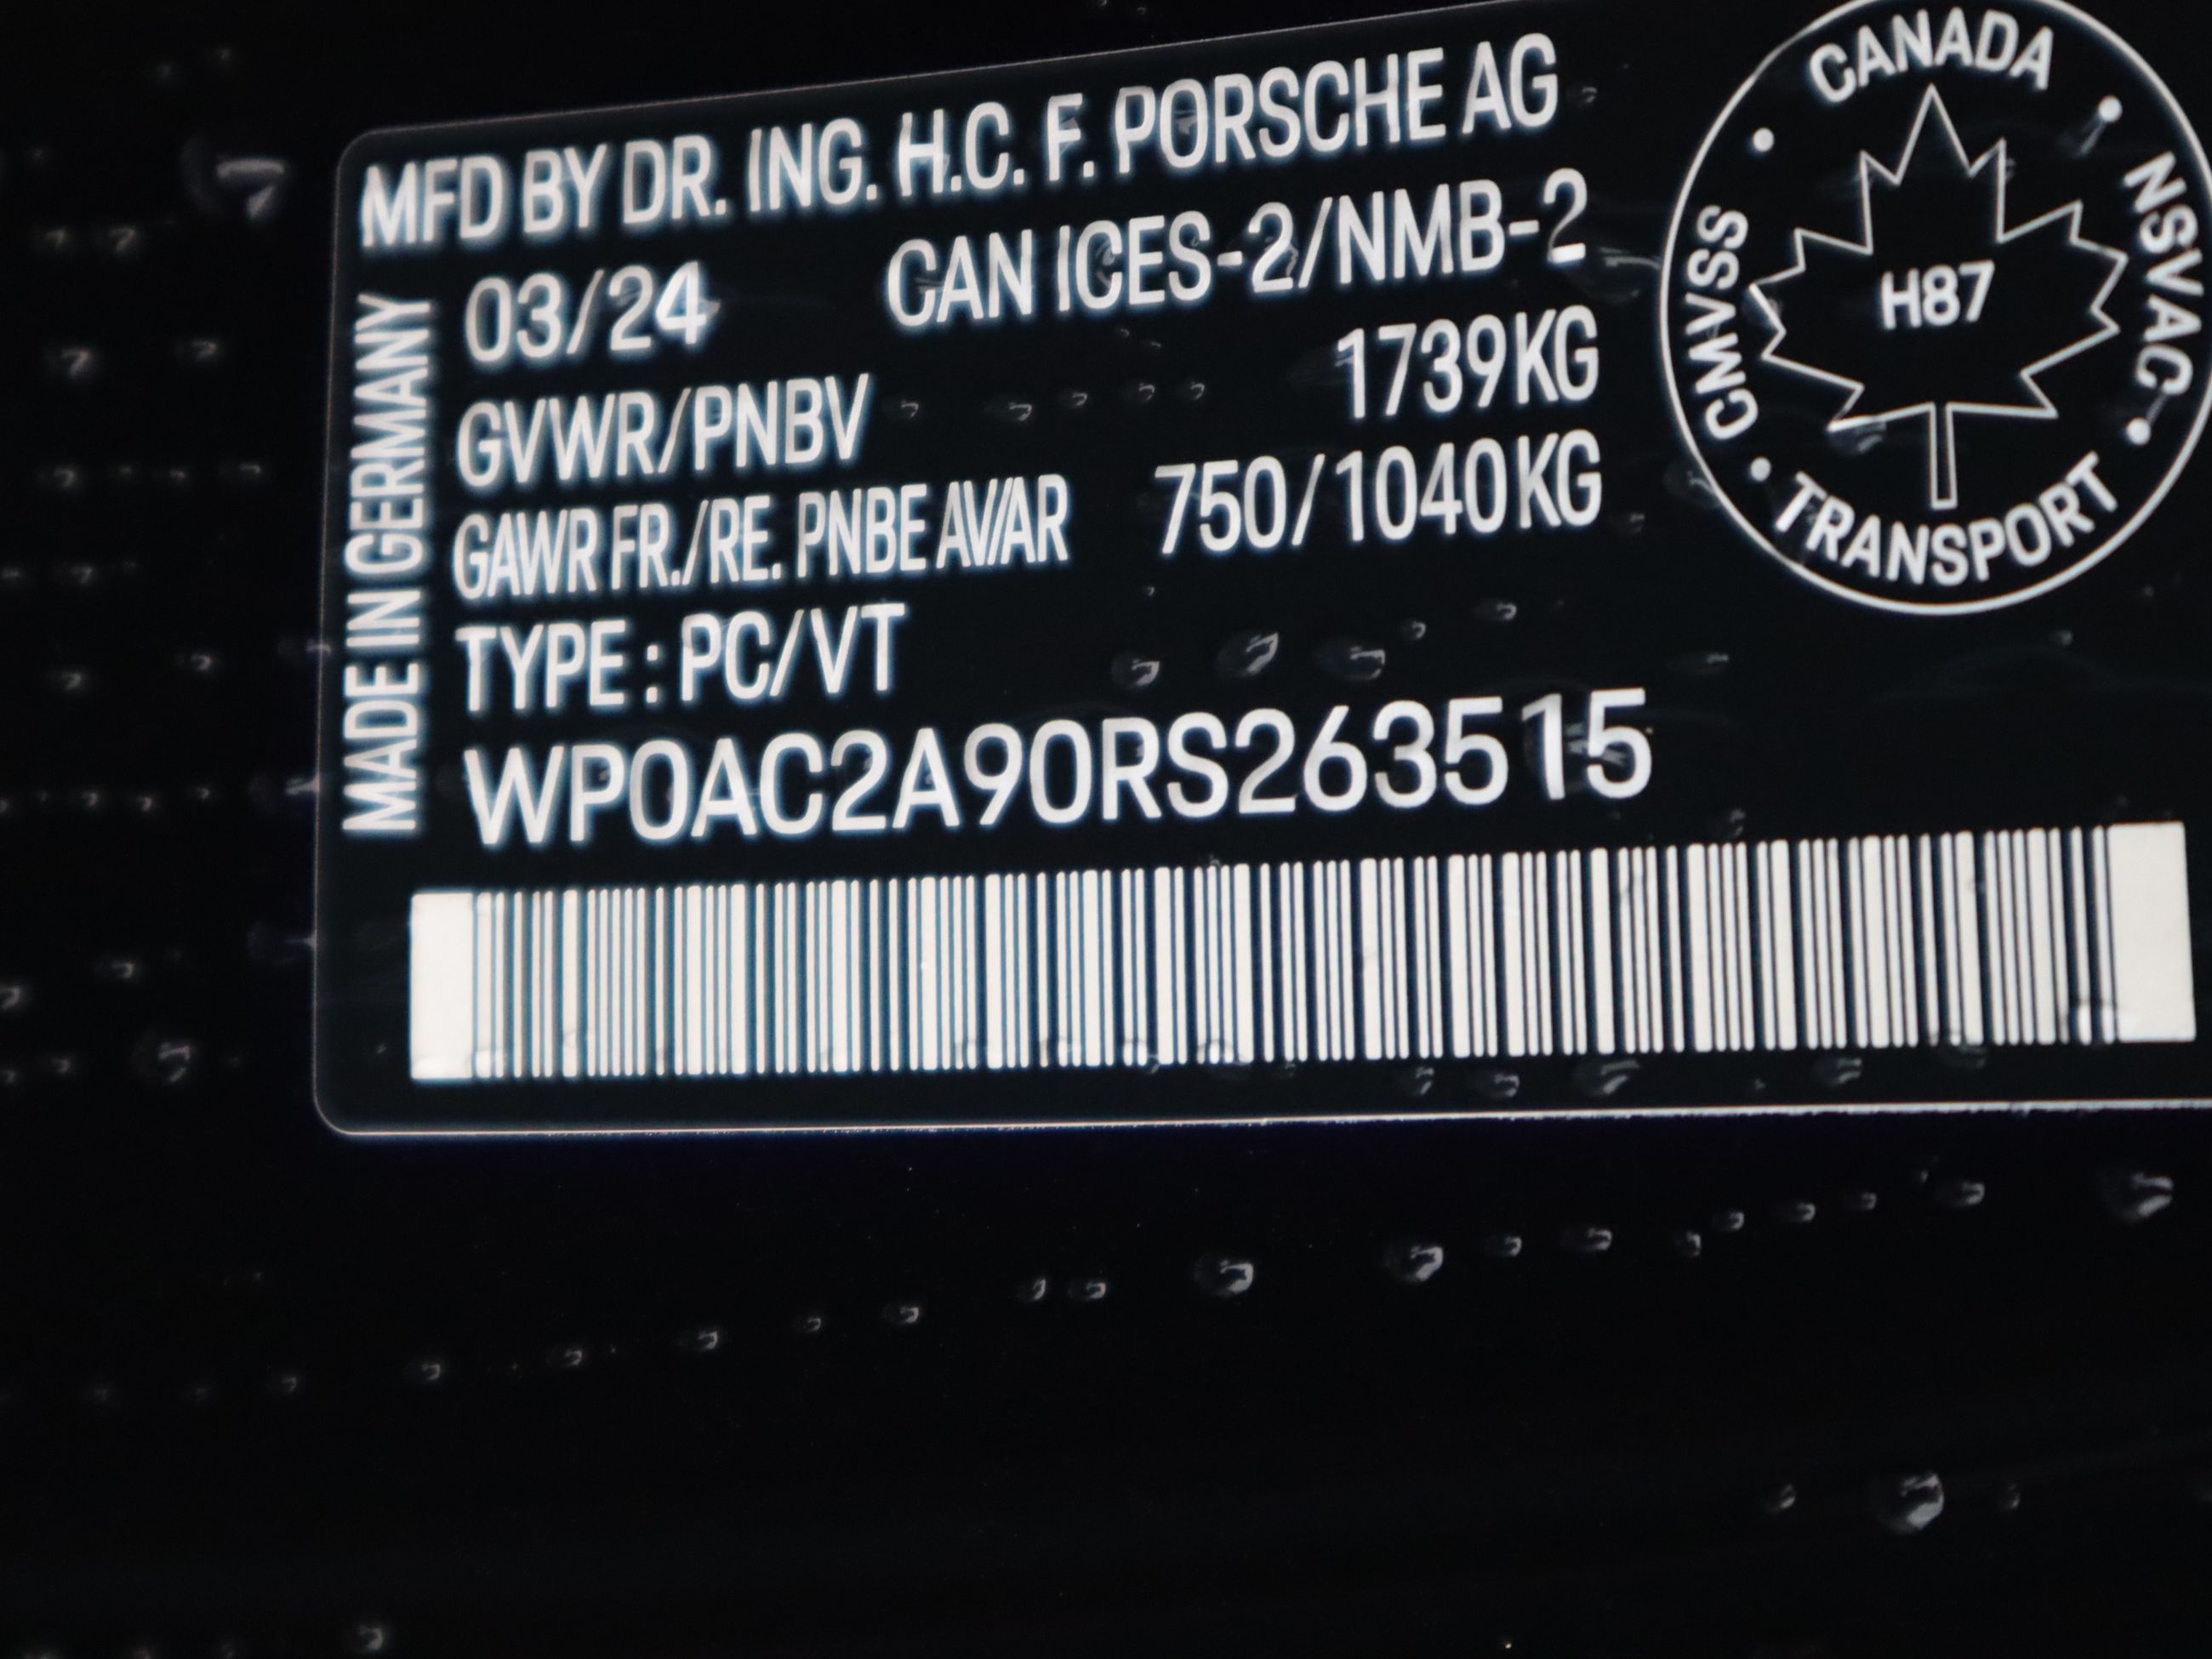 MFD BY DR. ING. H.C. F. PORSCHE AG
03/24 CAN ICES-2/NMB-2
GVWR/PNBV 1739KG
GAWR FR./RE. PNBE AV/AR 750/1040KG
TYPE : PC/VT
WP0AC2A90RS263515
MADE IN GERMANY
CANADA
NSVAC
TRANSPORT
CMVSS
H87